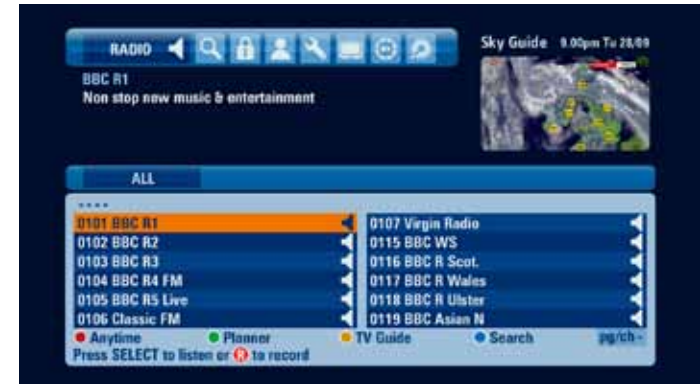 RADIO
Sky Guide 9.00pm Tu 28/09
BBC R1
Non stop new music & entertainment
ALL
0101 BBC R1
0102 BBC R2
0103 BBC R3
0104 BBC R4 FM
0105 BBC R5 Live
0106 Classic FM
0107 Virgin Radio
0115 BBC WS
0116 BBC R Scot.
0117 BBC R Wales
0118 BBC R Ulster
0119 BBC Asian N
Anytime Planner TV Guide Search pg/ch -
Press SELECT to listen or R to record